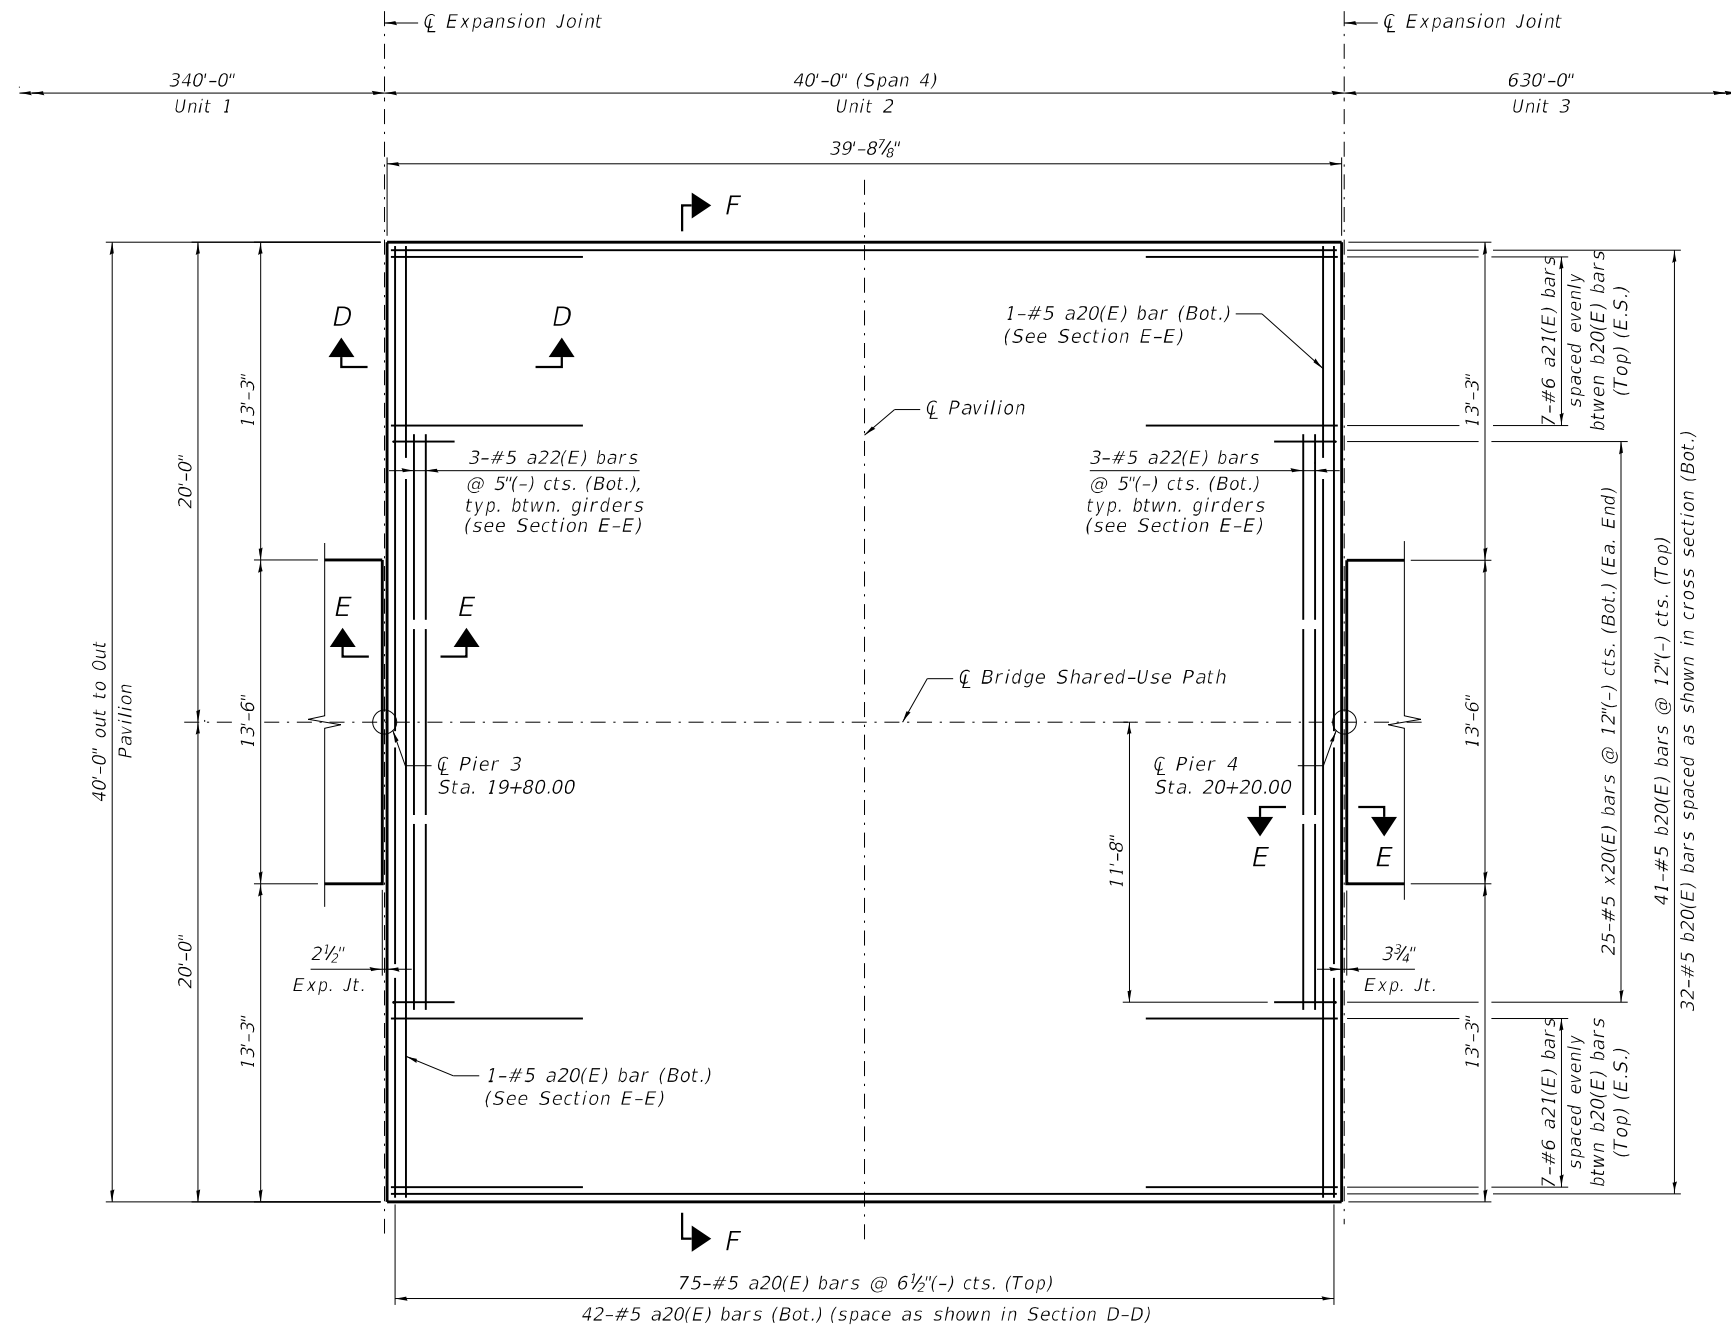 ℄ Expansion Joint
℄ Expansion Joint
340'-0"
40'-0" (Span 4)
630'-0"
Unit 1
Unit 2
Unit 3
39'-8⅞"
F
D
D
1-#5 a20(E) bar (Bot.)
(See Section E-E)
7-#6 a21(E) bars
spaced evenly
btwen b20(E) bars
(Top) (E.S.)
13'-3"
13'-3"
℄ Pavilion
20'-0"
3-#5 a22(E) bars
@ 5"(-) cts. (Bot.),
typ. btwn. girders
(see Section E-E)
3-#5 a22(E) bars
@ 5"(-) cts. (Bot.)
typ. btwn. girders
(see Section E-E)
E
E
40'-0" out to Out
Pavilion
13'-6"
℄ Bridge Shared-Use Path
13'-6"
25-#5 x20(E) bars @ 12"(-) cts. (Bot.) (Ea. End)
41-#5 b20(E) bars @ 12"(-) cts. (Top)
32-#5 b20(E) bars spaced as shown in cross section (Bot.)
℄ Pier 3
Sta. 19+80.00
℄ Pier 4
Sta. 20+20.00
11'-8"
E
E
20'-0"
2½"
Exp. Jt.
3¾"
Exp. Jt.
13'-3"
13'-3"
1-#5 a20(E) bar (Bot.)
(See Section E-E)
7-#6 a21(E) bars
spaced evenly
btwn b20(E) bars
(Top) (E.S.)
F
75-#5 a20(E) bars @ 6½"(-) cts. (Top)
42-#5 a20(E) bars (Bot.) (space as shown in Section D-D)